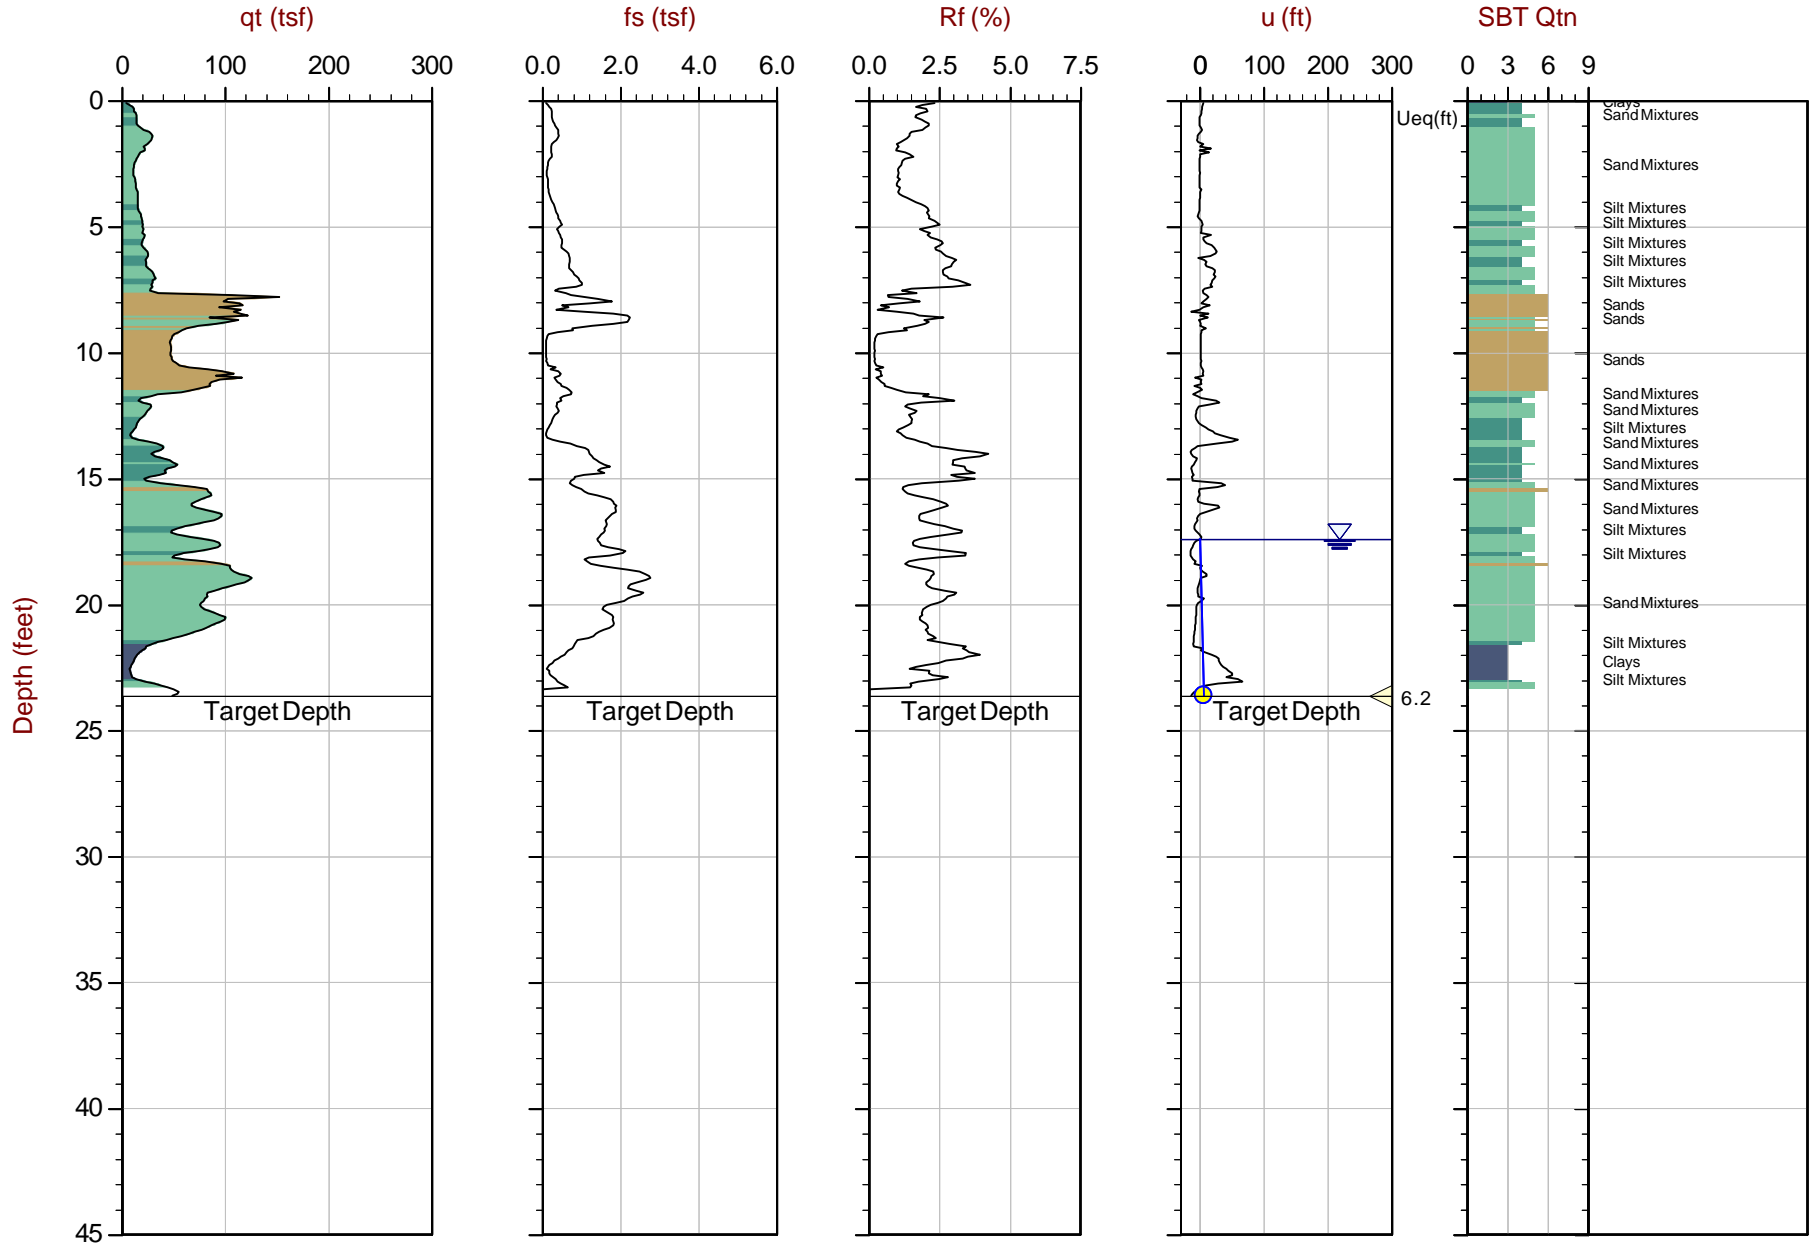 qt (tsf) fs (tsf) Rf (%) u (ft) SBT Qtn
0 100 200 300 0.0 2.0 4.0 6.0 0.0 2.5 5.0 7.5 0 100 200 300 0 3 6 9
0
Clays
Sand Mixtures
Ueq(ft)
Sand Mixtures
Silt Mixtures
Silt Mixtures
5
Silt Mixtures
Silt Mixtures
Silt Mixtures
Sands
Sands
10
Sands
Sand Mixtures
Sand Mixtures
Silt Mixtures
Sand Mixtures
Sand Mixtures
15
Sand Mixtures
Sand Mixtures
Silt Mixtures
Silt Mixtures
20
Sand Mixtures
Silt Mixtures
Clays
Silt Mixtures
6.2
Target Depth Target Depth Target Depth Target Depth
Depth (feet)
25
30
35
40
45